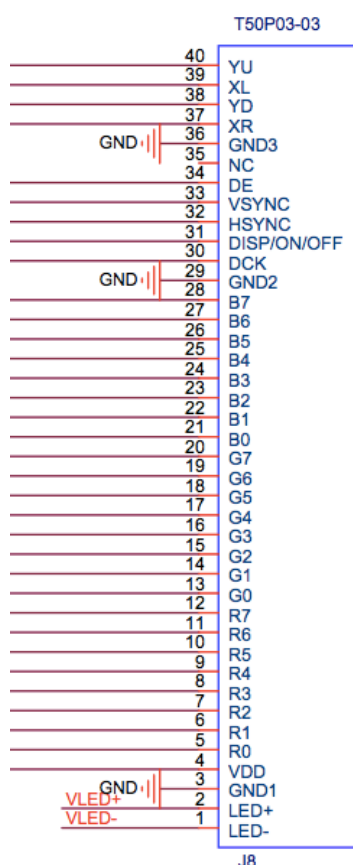 T50P03-03
40 YU
39 XL
38 YD
37 XR
GND 36 GND3
35 NC
34 DE
33 VSYNC
32 HSYNC
31 DISP/ON/OFF
30 DCK
GND 29 GND2
28 B7
27 B6
26 B5
25 B4
24 B3
23 B2
22 B1
21 B0
20 G7
19 G6
18 G5
17 G4
16 G3
15 G2
14 G1
13 G0
12 R7
11 R6
10 R5
9 R4
8 R3
7 R2
6 R1
5 R0
4 VDD
GND 3 GND1
VLED+ 2 LED+
VLED- 1 LED-
J8